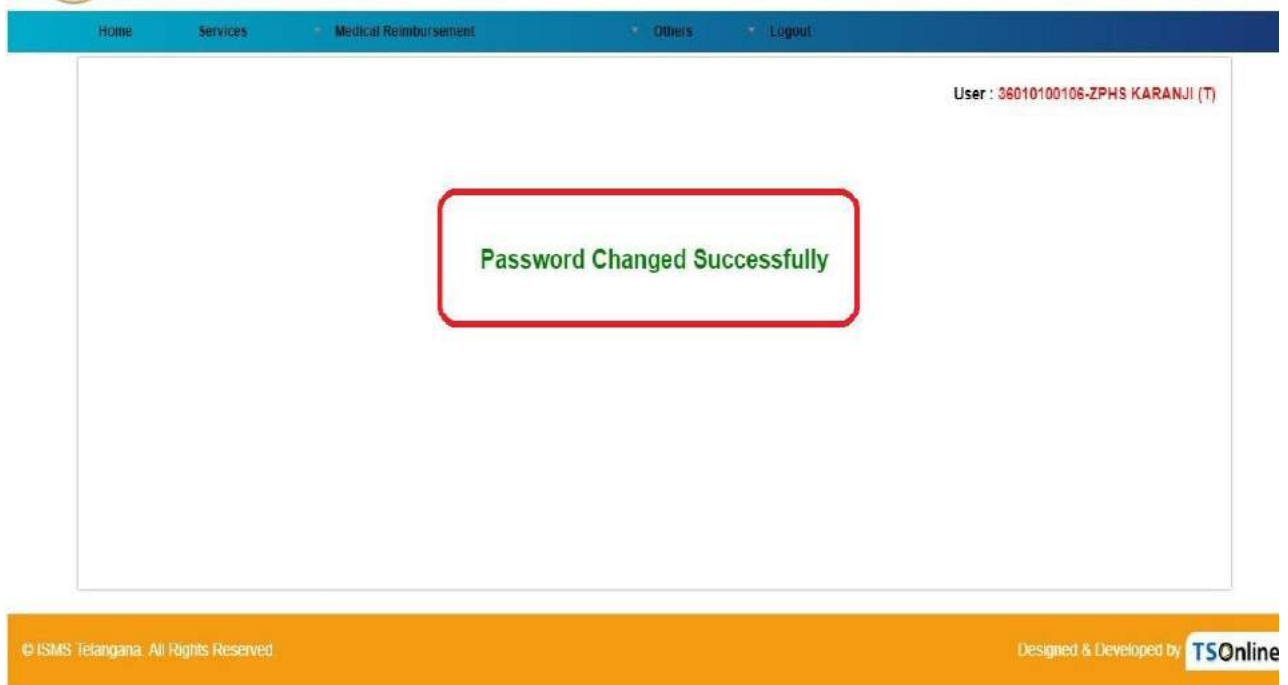 Home Services Medical Reimbursement Others Logout
User : 36010100106-ZPHS KARANJI (T)
Password Changed Successfully
© ISMS Telangana. All Rights Reserved. Designed & Developed by TSOnline